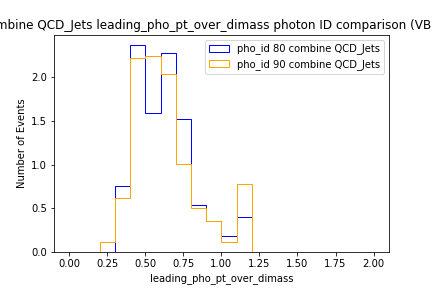 mbine QCD_Jets leading_pho_pt_over_dimass photon ID comparison (VB
pho_id 80 combine QCD_Jets
pho_id 90 combine QCD_Jets
Number of Events
2.0
1.5
1.0
0.5
0.0
0.00 0.25 0.50 0.75 1.00 1.25 1.50 1.75 2.00
leading_pho_pt_over_dimass